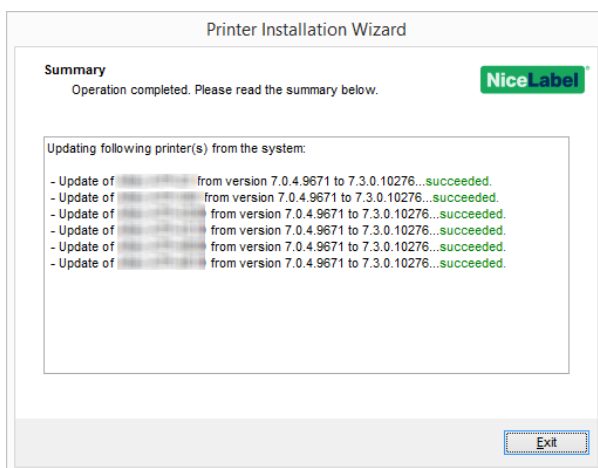 Printer Installation Wizard
Summary
Operation completed. Please read the summary below.
NiceLabel
Updating following printer(s) from the system:
- Update of from version 7.0.4.9671 to 7.3.0.10276...succeeded.
- Update of from version 7.0.4.9671 to 7.3.0.10276...succeeded.
- Update of from version 7.0.4.9671 to 7.3.0.10276...succeeded.
- Update of from version 7.0.4.9671 to 7.3.0.10276...succeeded.
- Update of from version 7.0.4.9671 to 7.3.0.10276...succeeded.
- Update of from version 7.0.4.9671 to 7.3.0.10276...succeeded.
Exit